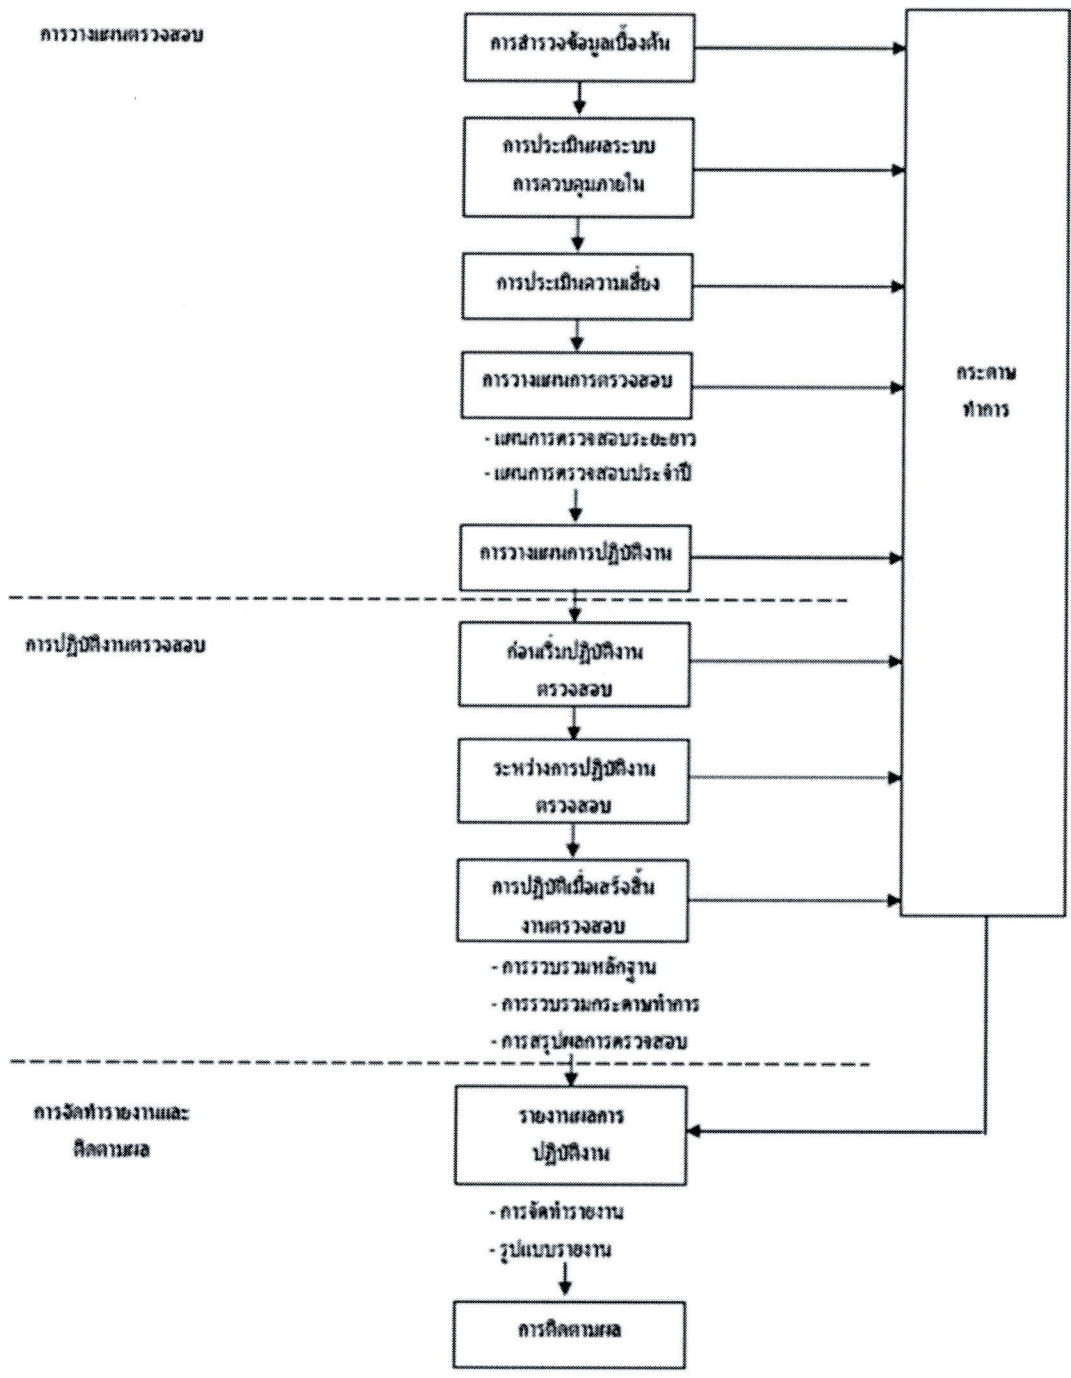 การวางแผนตรวจสอบ
การสำรวจข้อมูลเบื้องต้น
การประเมินผลระบบ
การควบคุมภายใน
การประเมินความเสี่ยง
การวางแผนการตรวจสอบ
- แผนการตรวจสอบระยะยาว
- แผนการตรวจสอบประจำปี
การวางแผนการปฏิบัติงาน
กระดาษ
ทำการ
การปฏิบัติงานตรวจสอบ
ก่อนเริ่มปฏิบัติงาน
ตรวจสอบ
ระหว่างการปฏิบัติงาน
ตรวจสอบ
การปฏิบัติเมื่อเสร็จสิ้น
งานตรวจสอบ
- การรวบรวมหลักฐาน
- การรวบรวมกระดาษทำการ
- การสรุปผลการตรวจสอบ
การจัดทำรายงานและ
ติดตามผล
รายงานผลการ
ปฏิบัติงาน
- การจัดทำรายงาน
- รูปแบบรายงาน
การติดตามผล